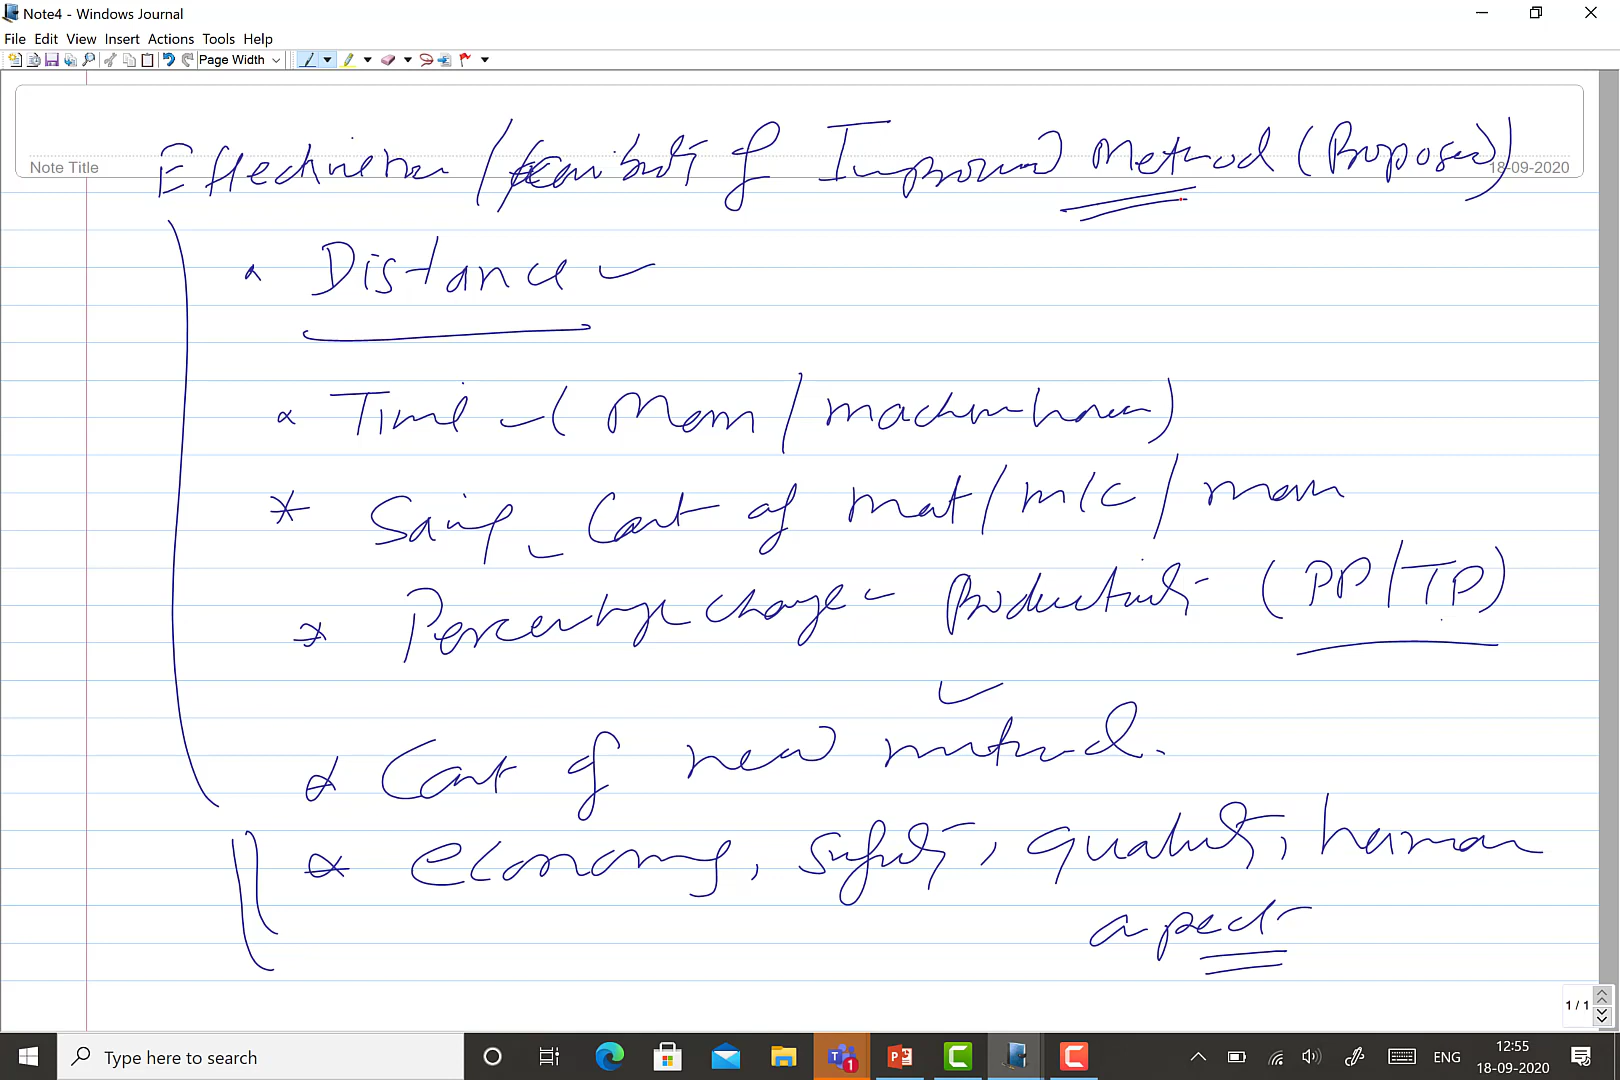 Note4 - Windows Journal
File Edit View Insert Actions Tools Help
Page Width
Effectiveness / feasibility of Improved Method (Proposed)
Note Title
18-09-2020
Distance
Time (Mom / machine hours)
* Saving Cost of mat / m/c / man
* Percentage change Productivity (PP/TP)
Cost of new method.
economy, safety, quality, human
aspect
1 / 1
Type here to search
ENG
12:55
18-09-2020